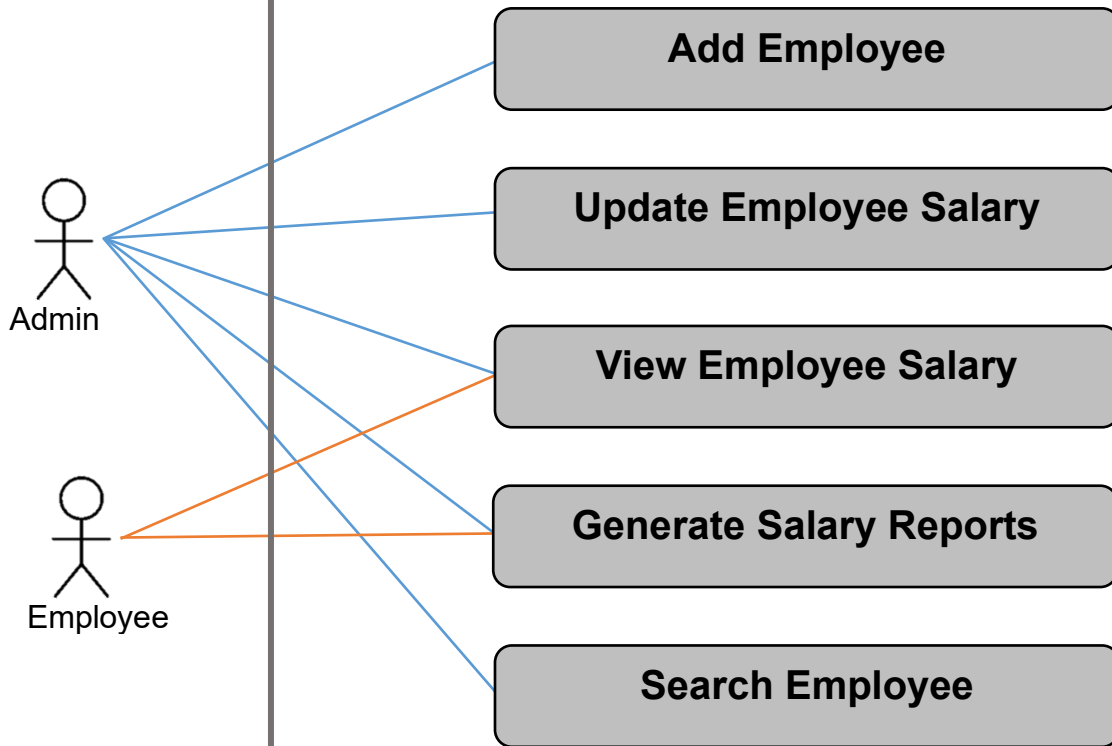 Add Employee
Update Employee Salary
Admin
View Employee Salary
Generate Salary Reports
Employee
Search Employee